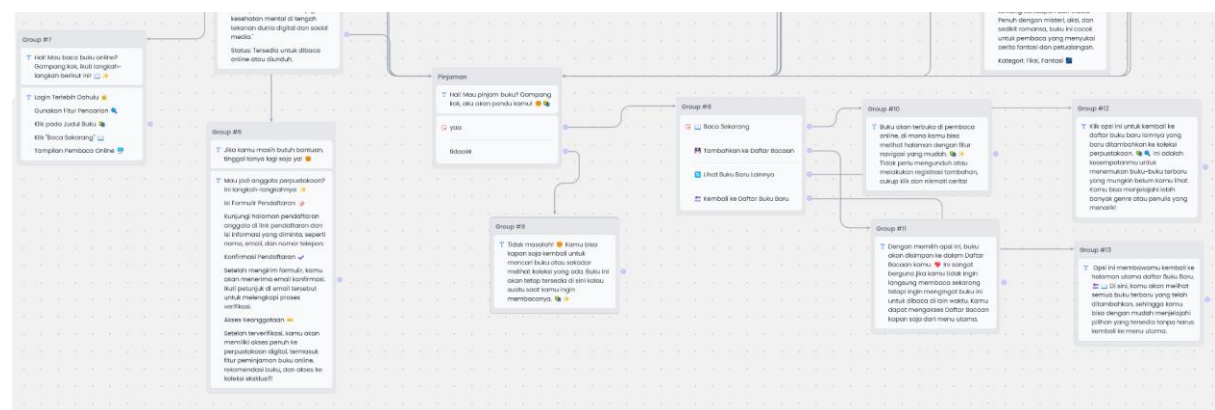 kesehatan mental di tengah
tekanan dunia digital dan sosial
media."
Status: Tersedia untuk dibaca
online atau diunduh.
Penuh dengan misteri, aksi, dan
sedikit romansa, buku ini cocok
untuk pembaca yang menyukai
cerita fantasi dan petualangan.
Kategori: Fiksi, Fantasi
Group #7
Hai! Mau baca buku online?
Gampang kok, ikuti langkah-
langkah berikut ini!
Login Terlebih Dahulu
Gunakan Fitur Pencarian
Klik pada Judul Buku
Klik "Baca Sekarang"
Tampilan Pembaca Online
Group #6
Jika kamu masih butuh bantuan,
tinggal tanya lagi saja ya!
Mau jadi anggota perpustakaan?
Ini langkah-langkahnya:
Isi Formulir Pendaftaran
Kunjungi halaman pendaftaran
anggota di link pendaftaran dan
isi informasi yang diminta, seperti
nama, email, dan nomor telepon.
Konfirmasi Pendaftaran
Setelah mengirim formulir, kamu
akan menerima email konfirmasi.
Ikuti petunjuk di email tersebut
untuk melengkapi proses
verifikasi.
Akses Keanggotaan
Setelah terverifikasi, kamu akan
memiliki akses penuh ke
perpustakaan digital, termasuk
fitur peminjaman buku online,
rekomendasi buku, dan akses ke
koleksi eksklusif!
Pinjaman
Hai! Mau pinjam buku? Gampang
kok, aku akan pandu kamu!
yaa
tidaakk
Group #9
Tidak masalah! Kamu bisa
kapan saja kembali untuk
mencari buku atau sekadar
melihat koleksi yang ada. Buku ini
akan tetap tersedia di sini kalau
suatu saat kamu ingin
membacanya.
Group #8
Baca Sekarang
Tambahkan ke Daftar Bacaan
Lihat Buku Baru Lainnya
Kembali ke Daftar Buku Baru
Group #10
Buku akan terbuka di pembaca
online, di mana kamu bisa
melihat halaman dengan fitur
navigasi yang mudah.
Tidak perlu mengunduh atau
melakukan registrasi tambahan,
cukup klik dan nikmati cerita!
Group #11
Dengan memilih opsi ini, buku
akan disimpan ke dalam Daftar
Bacaan kamu. Ini sangat
berguna jika kamu tidak ingin
langsung membaca sekarang
tetapi ingin mengingat buku ini
untuk dibaca di lain waktu. Kamu
dapat mengakses Daftar Bacaan
kapan saja dari menu utama.
Group #12
Klik opsi ini untuk kembali ke
daftar buku baru lainnya yang
baru ditambahkan ke koleksi
perpustakaan. Ini adalah
kesempatanmu untuk
menemukan buku-buku terbaru
yang mungkin belum kamu lihat.
Kamu bisa menjelajahi lebih
banyak genre atau penulis yang
menarik!
Group #13
Opsi ini membawamu kembali ke
halaman utama daftar Buku Baru.
Di sini, kamu akan melihat
semua buku terbaru yang telah
ditambahkan, sehingga kamu
bisa dengan mudah menjelajahi
pilihan yang tersedia tanpa harus
kembali ke menu utama.